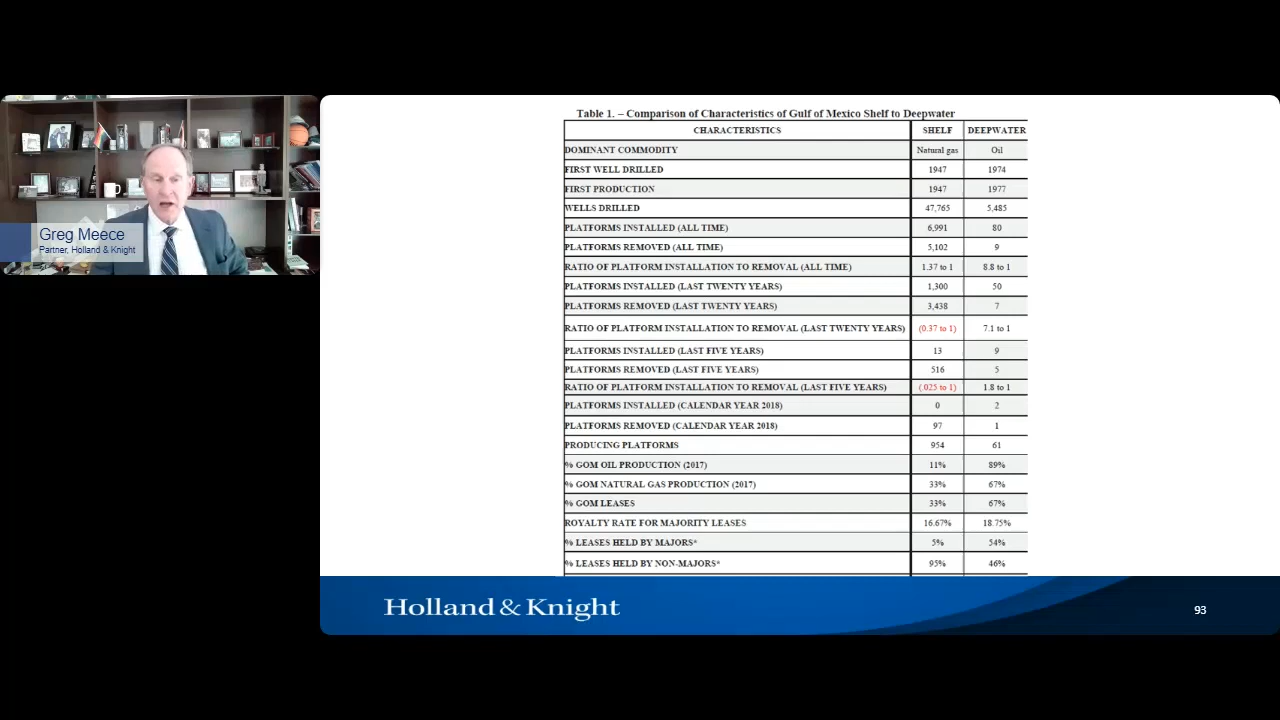 Greg Meece
Partner, Holland & Knight
Table 1. – Comparison of Characteristics of Gulf of Mexico Shelf to Deepwater
CHARACTERISTICS SHELF DEEPWATER
DOMINANT COMMODITY Natural gas Oil
FIRST WELL DRILLED 1947 1974
FIRST PRODUCTION 1947 1977
WELLS DRILLED 47,765 5,485
PLATFORMS INSTALLED (ALL TIME) 6,991 80
PLATFORMS REMOVED (ALL TIME) 5,102 9
RATIO OF PLATFORM INSTALLATION TO REMOVAL (ALL TIME) 1.37 to 1 8.8 to 1
PLATFORMS INSTALLED (LAST TWENTY YEARS) 1,300 50
PLATFORMS REMOVED (LAST TWENTY YEARS) 3,438 7
RATIO OF PLATFORM INSTALLATION TO REMOVAL (LAST TWENTY YEARS) (0.37 to 1) 7.1 to 1
PLATFORMS INSTALLED (LAST FIVE YEARS) 13 9
PLATFORMS REMOVED (LAST FIVE YEARS) 516 5
RATIO OF PLATFORM INSTALLATION TO REMOVAL (LAST FIVE YEARS) (.025 to 1) 1.8 to 1
PLATFORMS INSTALLED (CALENDAR YEAR 2018) 0 2
PLATFORMS REMOVED (CALENDAR YEAR 2018) 97 1
PRODUCING PLATFORMS 954 61
% GOM OIL PRODUCTION (2017) 11% 89%
% GOM NATURAL GAS PRODUCTION (2017) 33% 67%
% GOM LEASES 33% 67%
ROYALTY RATE FOR MAJORITY LEASES 16.67% 18.75%
% LEASES HELD BY MAJORS* 5% 54%
% LEASES HELD BY NON-MAJORS* 95% 46%
Holland & Knight
93